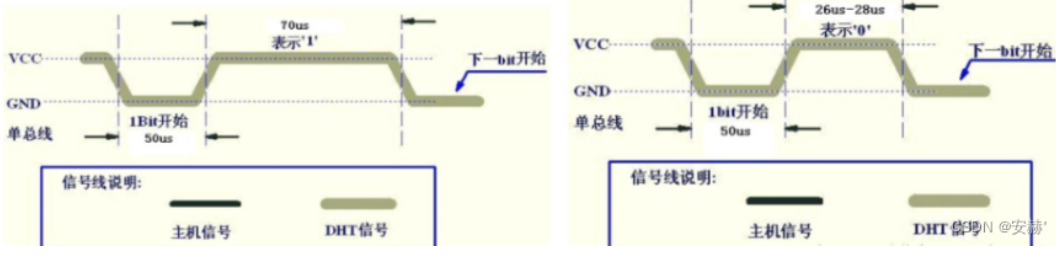 70us
表示'1'
VCC
下一bit开始
GND
1Bit开始
单总线
50us
信号线说明:
主机信号
DHT信号
26us-28us
表示'0'
VCC
下一bit开始
GND
1bit开始
单总线
50us
信号线说明:
主机信号
DHT信号
CSDN @安赫'